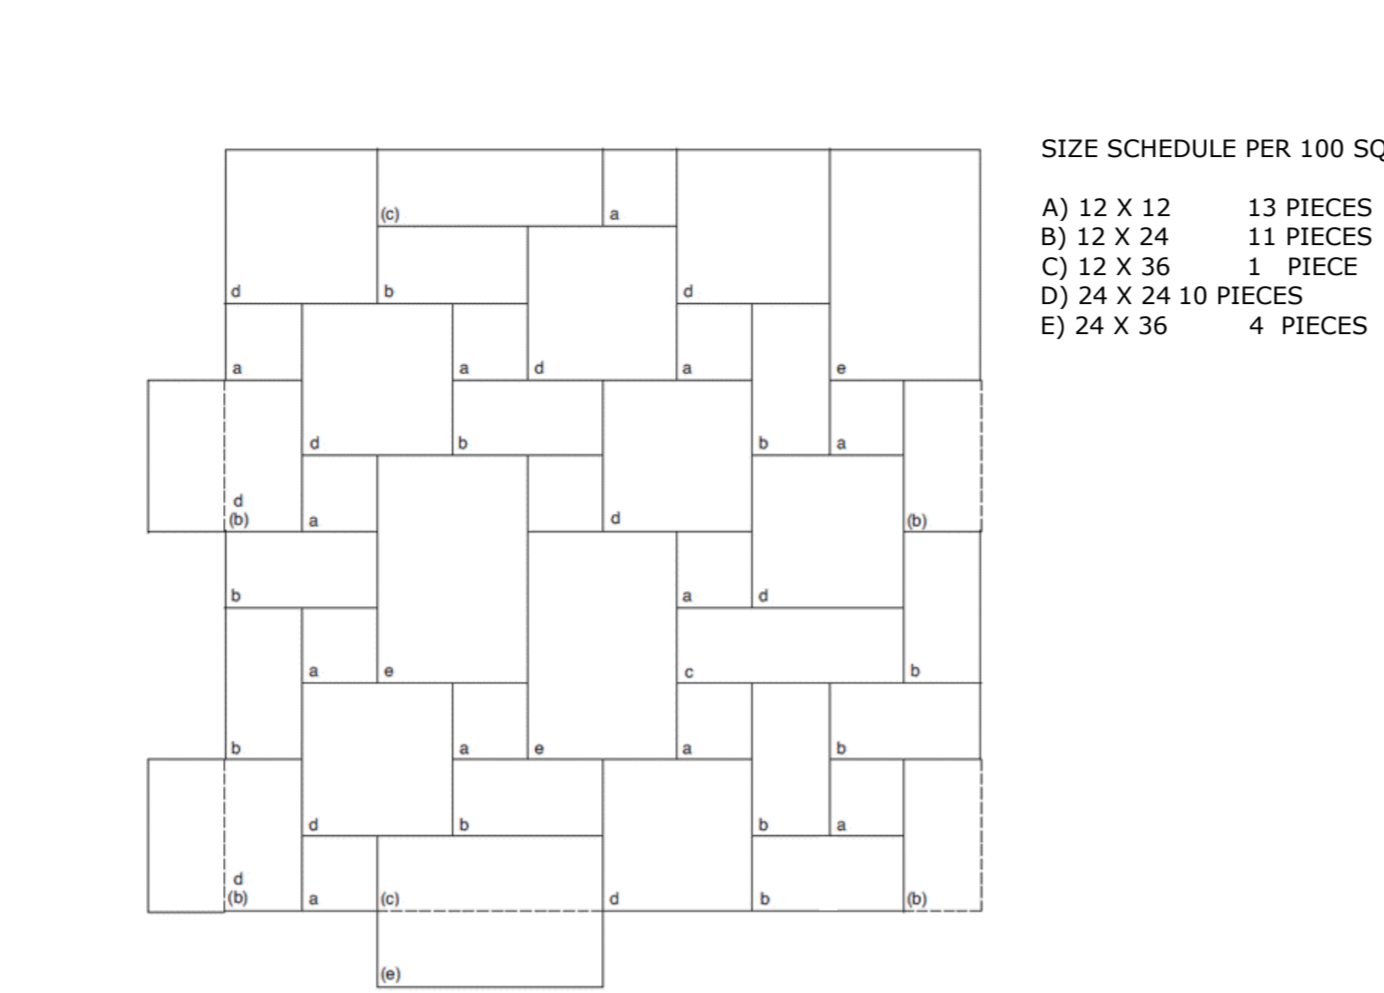 SIZE SCHEDULE PER 100 SQ
A) 12 X 12 13 PIECES
B) 12 X 24 11 PIECES
C) 12 X 36 1 PIECE
D) 24 X 24 10 PIECES
E) 24 X 36 4 PIECES
(c) a
d b d
a a d a e
d b b a
d
(b) a d (b)
b a d
a e c b
b a e a b
d b b a
d
(b) a (c) d b (b)
(e)